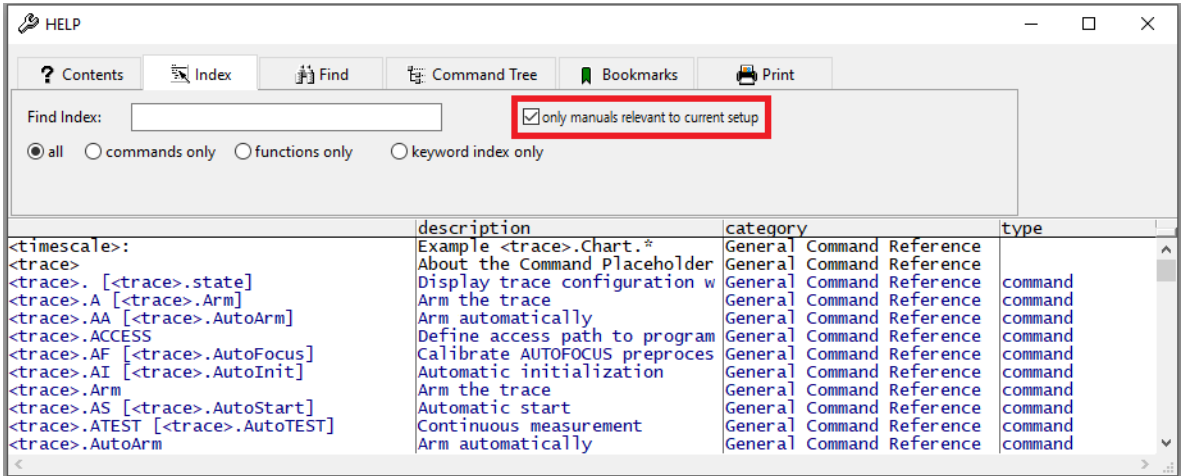 HELP
Contents Index Find Command Tree Bookmarks Print
Find Index: only manuals relevant to current setup
all commands only functions only keyword index only
description category type
<timescale>: Example <trace>.Chart.* General Command Reference
<trace> About the Command Placeholder General Command Reference
<trace>. [<trace>.state] Display trace configuration w General Command Reference command
<trace>.A [<trace>.Arm] Arm the trace General Command Reference command
<trace>.AA [<trace>.AutoArm] Arm automatically General Command Reference command
<trace>.ACCESS Define access path to program General Command Reference command
<trace>.AF [<trace>.AutoFocus] Calibrate AUTOFOCUS preproces General Command Reference command
<trace>.AI [<trace>.AutoInit] Automatic initialization General Command Reference command
<trace>.Arm Arm the trace General Command Reference command
<trace>.AS [<trace>.AutoStart] Automatic start General Command Reference command
<trace>.ATEST [<trace>.AutoTEST] Continuous measurement General Command Reference command
<trace>.AutoArm Arm automatically General Command Reference command